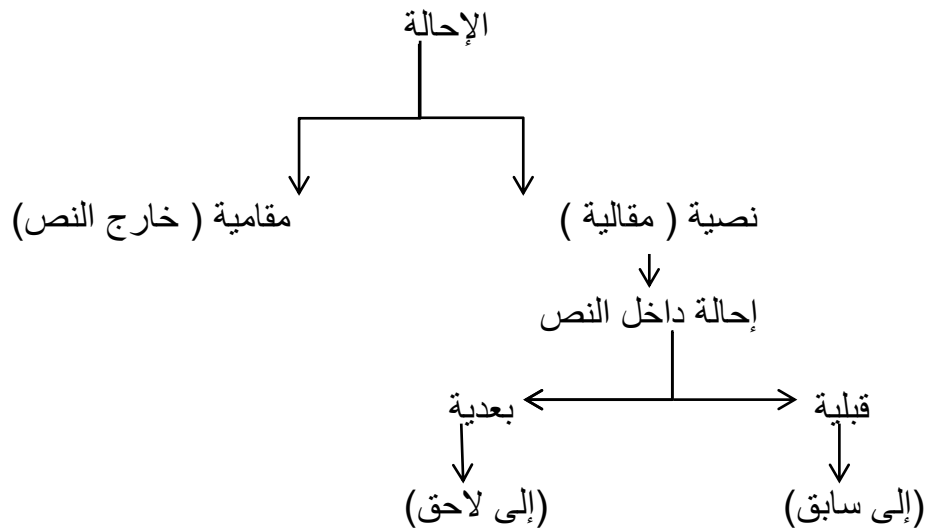 الإحالة
نصية ( مقالية )
مقامية ( خارج النص)
إحالة داخل النص
قبلية
بعدية
(إلى سابق)
(إلى لاحق)